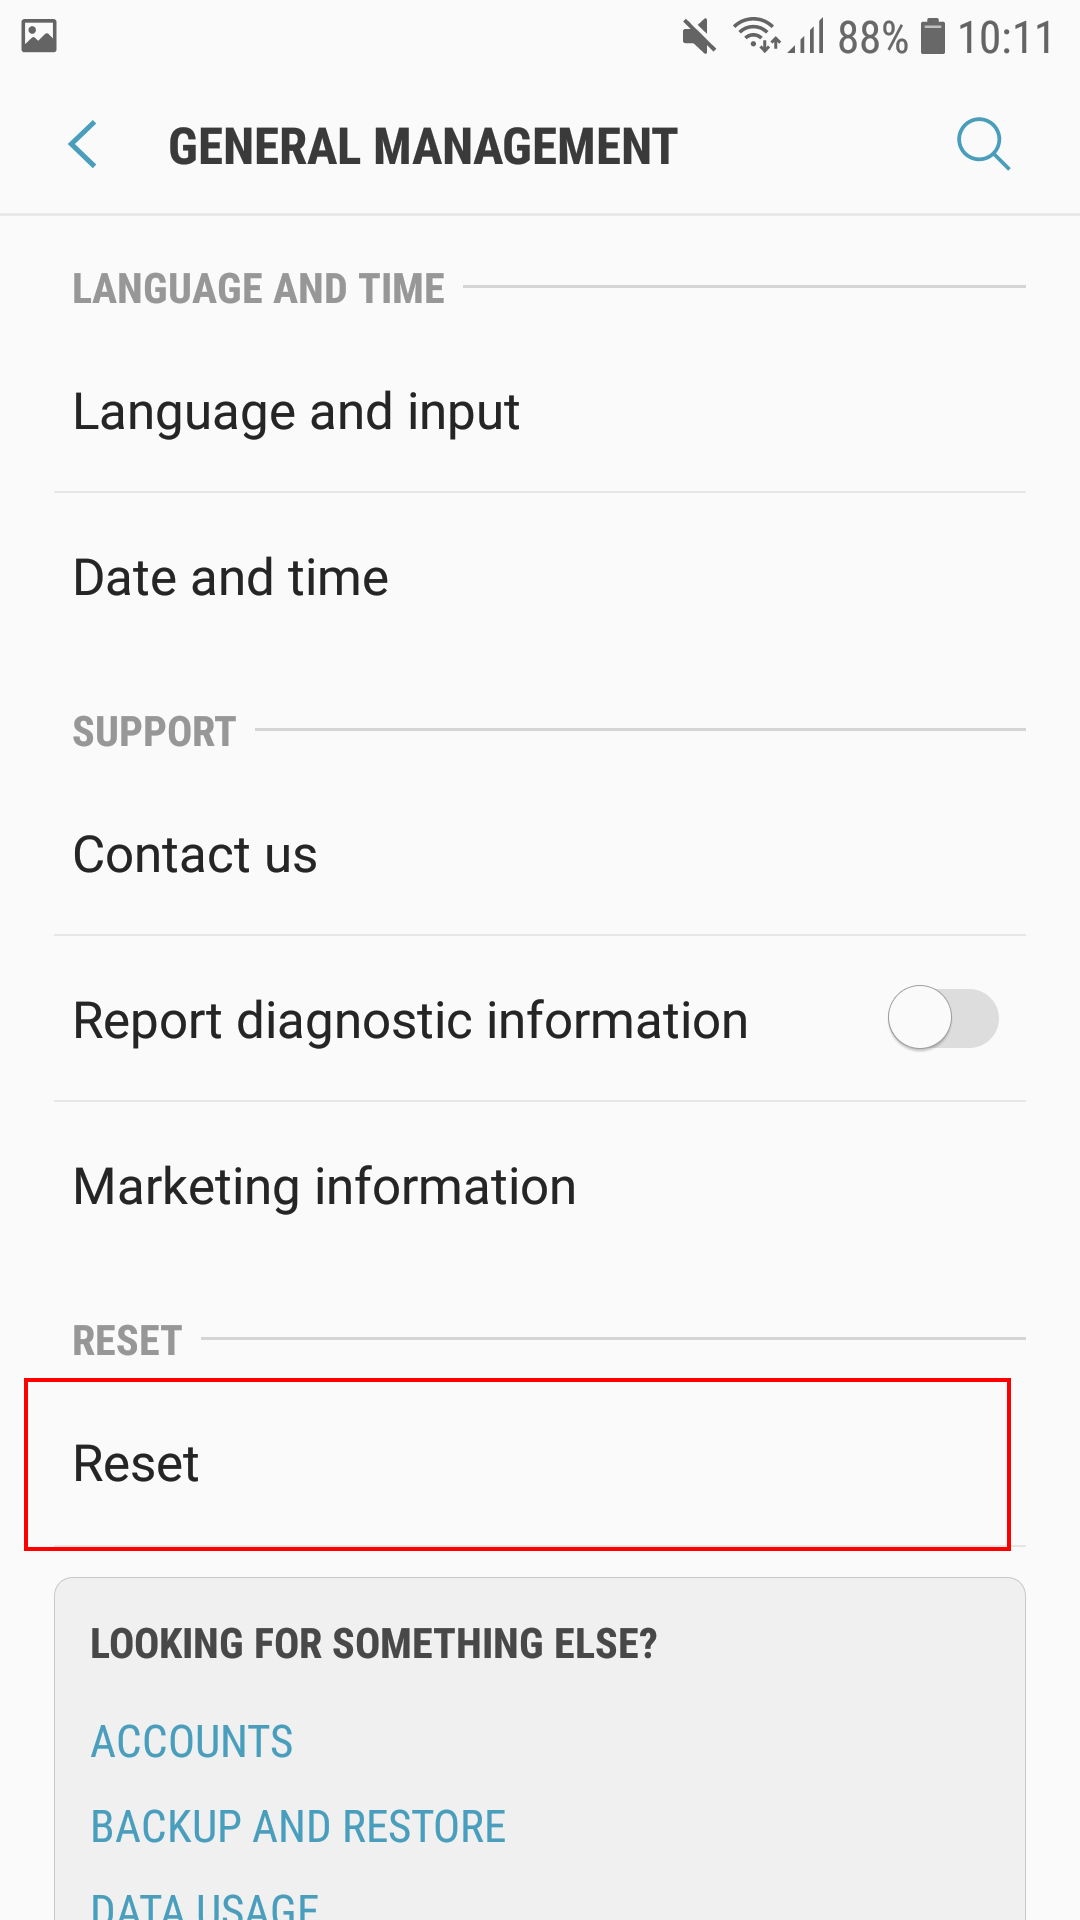 88% 10:11
GENERAL MANAGEMENT
LANGUAGE AND TIME
Language and input
Date and time
SUPPORT
Contact us
Report diagnostic information
Marketing information
RESET
Reset
LOOKING FOR SOMETHING ELSE?
ACCOUNTS
BACKUP AND RESTORE
DATA USAGE